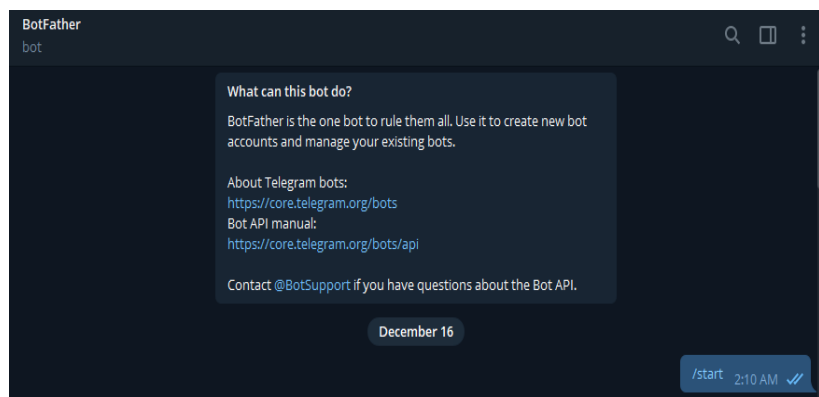 BotFather
bot
What can this bot do?
BotFather is the one bot to rule them all. Use it to create new bot
accounts and manage your existing bots.
About Telegram bots:
https://core.telegram.org/bots
Bot API manual:
https://core.telegram.org/bots/api
Contact @BotSupport if you have questions about the Bot API.
December 16
/start 2:10 AM